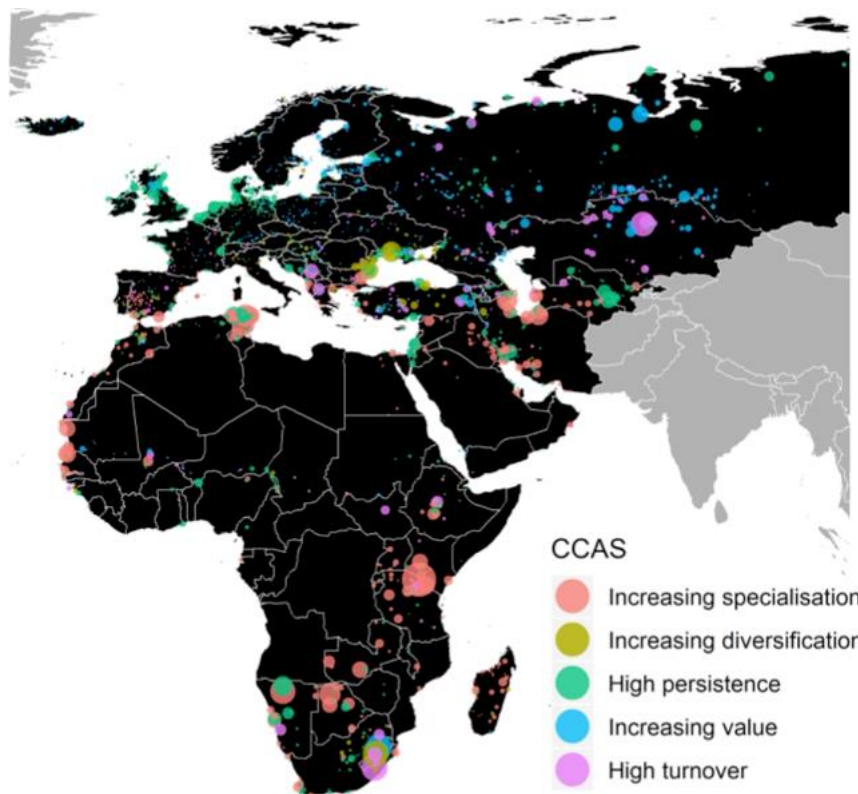 CCAS
Increasing specialisation
Increasing diversification
High persistence
Increasing value
High turnover